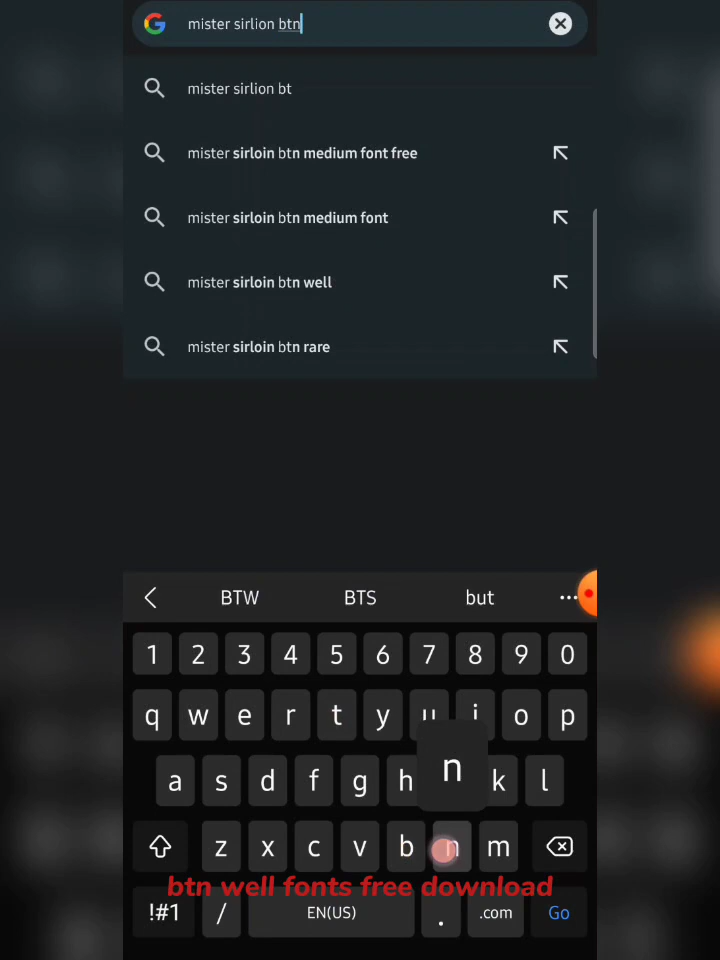 mister sirlion btn
mister sirlion bt
mister sirloin btn medium font free
mister sirloin btn medium font
mister sirloin btn well
mister sirloin btn rare
BTW BTS but ...
1 2 3 4 5 6 7 8 9 0
q w e r t y u i o p
a s d f g h n k l
z x c v b n m
btn well fonts free download
!#1 / EN(US) . .com Go